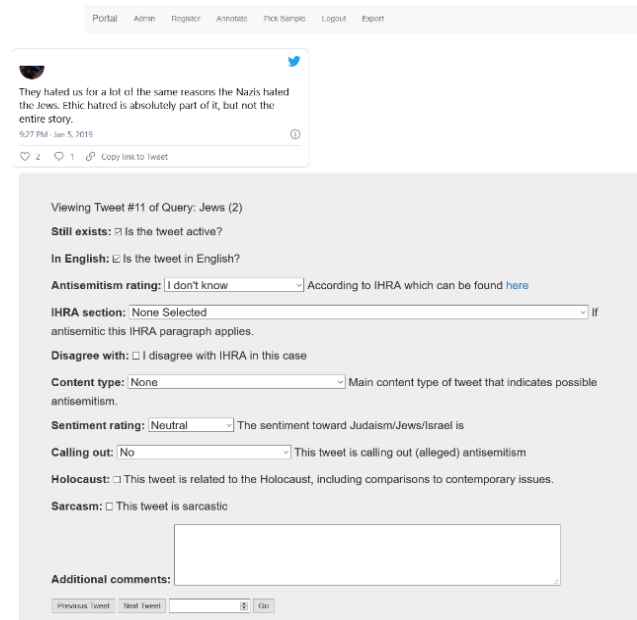 Portal Admin Register Annotate Pick Sample Logout Export
They hated us for a lot of the same reasons the Nazis hated
the Jews. Ethic hatred is absolutely part of it, but not the
entire story.
9:27 PM - Jan 5, 2019
2 1 Copy link to Tweet
Viewing Tweet #11 of Query: Jews (2)
Still exists: Is the tweet active?
In English: Is the tweet in English?
Antisemitism rating: I don't know According to IHRA which can be found here
IHRA section: None Selected If
antisemitic this IHRA paragraph applies.
Disagree with: I disagree with IHRA in this case
Content type: None Main content type of tweet that indicates possible
antisemitism.
Sentiment rating: Neutral The sentiment toward Judaism/Jews/Israel is
Calling out: No This tweet is calling out (alleged) antisemitism
Holocaust: This tweet is related to the Holocaust, including comparisons to contemporary issues.
Sarcasm: This tweet is sarcastic
Additional comments:
Previous Tweet Next Tweet Go